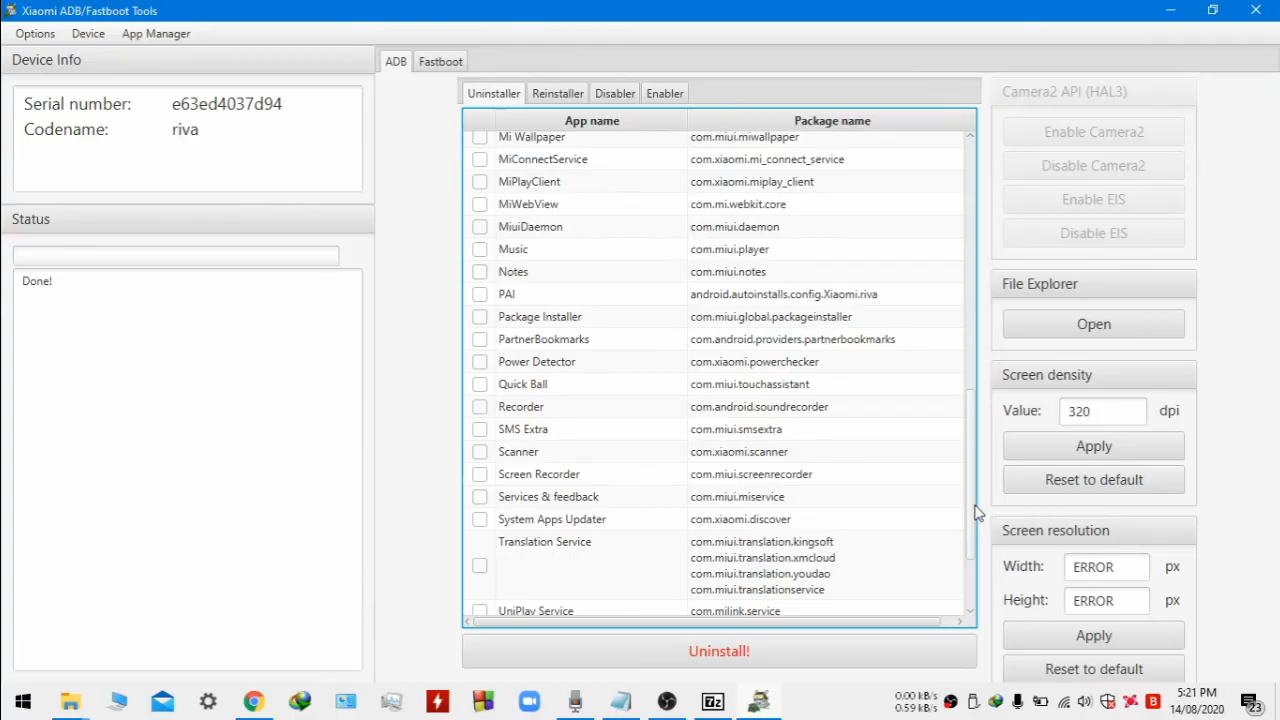 Xiaomi ADB/Fastboot Tools
Options Device App Manager
Device Info
Serial number: e63ed4037d94
Codename: riva
Status
Done!
ADB Fastboot
Uninstaller Reinstaller Disabler Enabler
App name Package name
Mi Wallpaper com.miui.miwallpaper
MiConnectService com.xiaomi.mi_connect_service
MiPlayClient com.xiaomi.miplay_client
MiWebView com.mi.webkit.core
MiuiDaemon com.miui.daemon
Music com.miui.player
Notes com.miui.notes
PAI android.autoinstalls.config.Xiaomi.riva
Package Installer com.miui.global.packageinstaller
PartnerBookmarks com.android.providers.partnerbookmarks
Power Detector com.xiaomi.powerchecker
Quick Ball com.miui.touchassistant
Recorder com.android.soundrecorder
SMS Extra com.miui.smsextra
Scanner com.xiaomi.scanner
Screen Recorder com.miui.screenrecorder
Services & feedback com.miui.miservice
System Apps Updater com.xiaomi.discover
Translation Service com.miui.translation.kingsoft
com.miui.translation.xmcloud
com.miui.translation.youdao
com.miui.translationservice
UniPlay Service com.milink.service
Uninstall!
Camera2 API (HAL3)
Enable Camera2
Disable Camera2
Enable EIS
Disable EIS
File Explorer
Open
Screen density
Value: 320 dpi
Apply
Reset to default
Screen resolution
Width: ERROR px
Height: ERROR px
Apply
Reset to default
7z
0.00 kB/s
0.59 kB/s
B
5:21 PM
14/08/2020
23